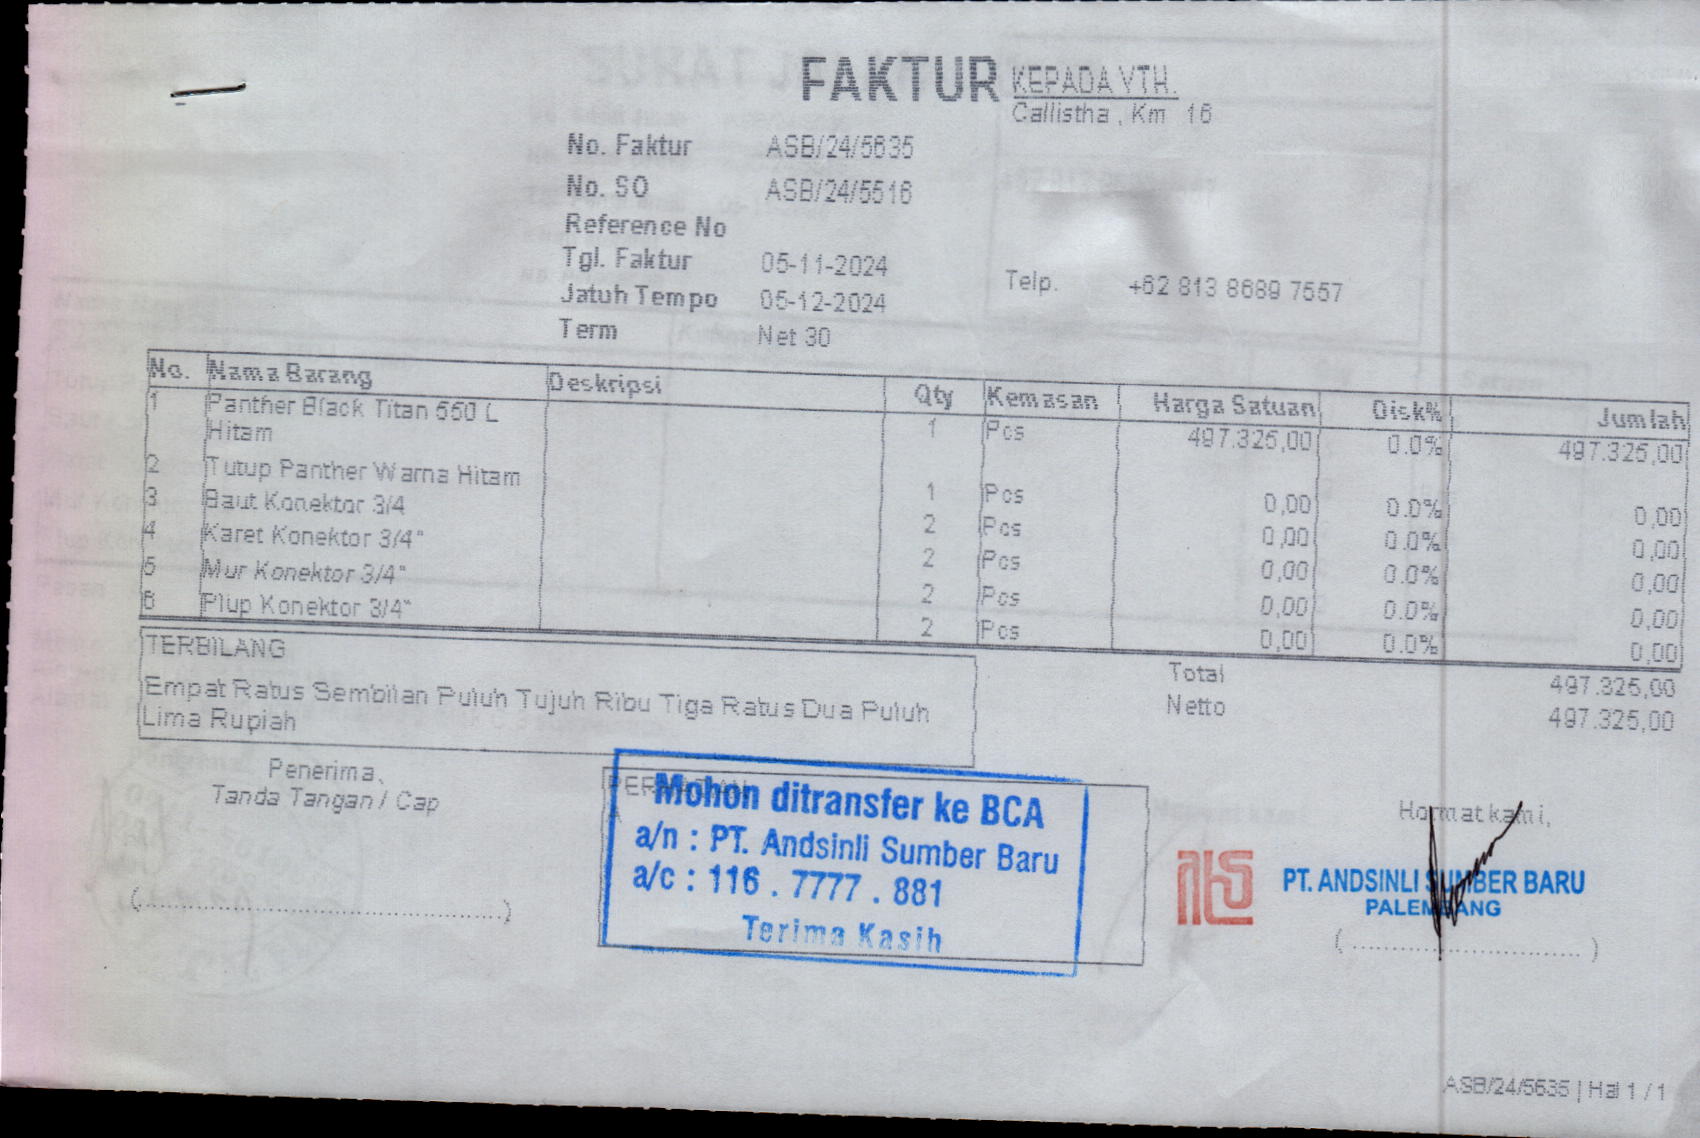 FAKTUR
KEPADA YTH.
Callistha , Km 16
No. Faktur ASB/24/5635
No. SO ASB/24/5516
Reference No
Tgl. Faktur 05-11-2024
Jatuh Tempo 05-12-2024
Term Net 30
Telp. +62 813 8689 7557
No. Nama Barang Deskripsi Qty Kemasan Harga Satuan Disk% Jumlah
1 Panther Black Titan 550 L Hitam 1 Pcs 497.325,00 0.0% 497.325,00
2 Tutup Panther Warna Hitam 1 Pcs 0,00 0.0% 0,00
3 Baut Konektor 3/4 2 Pcs 0,00 0.0% 0,00
4 Karet Konektor 3/4" 2 Pcs 0,00 0.0% 0,00
5 Mur Konektor 3/4" 2 Pcs 0,00 0.0% 0,00
6 Plup Konektor 3/4" 2 Pcs 0,00 0.0% 0,00
TERBILANG
Empat Ratus Sembilan Puluh Tujuh Ribu Tiga Ratus Dua Puluh
Lima Rupiah
Total 497.325,00
Netto 497.325,00
Penerima,
Tanda Tangan / Cap
(..........................................................)
Mohon ditransfer ke BCA
a/n : PT. Andsinli Sumber Baru
a/c : 116 . 7777 . 881
Terima Kasih
Hormat kami,
PT. ANDSINLI SUMBER BARU
PALEMBANG
(....................................)
ASB/24/5635 | Hal 1 / 1